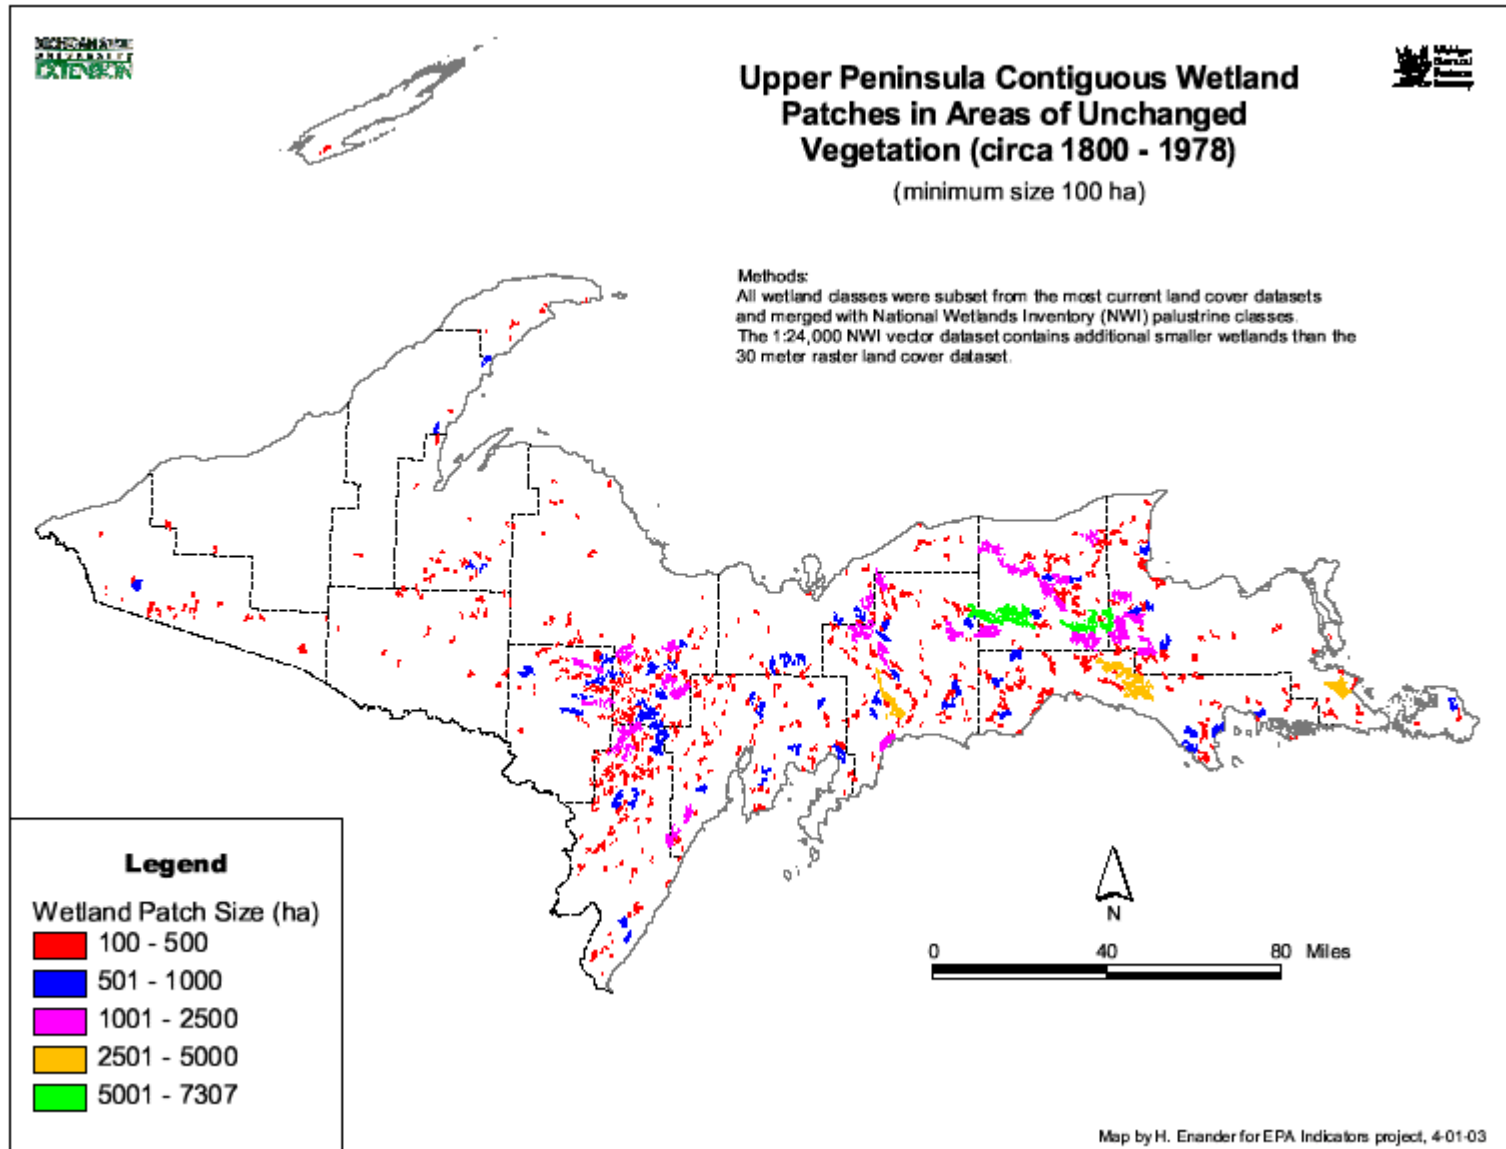 MICHIGAN STATE
UNIVERSITY
EXTENSION
Upper Peninsula Contiguous Wetland
Patches in Areas of Unchanged
Vegetation (circa 1800 - 1978)
(minimum size 100 ha)
Methods:
All wetland classes were subset from the most current land cover datasets
and merged with National Wetlands Inventory (NWI) palustrine classes.
The 1:24,000 NWI vector dataset contains additional smaller wetlands than the
30 meter raster land cover dataset.
Legend
Wetland Patch Size (ha)
100 - 500
501 - 1000
1001 - 2500
2501 - 5000
5001 - 7307
N
0 40 80 Miles
Map by H. Enander for EPA Indicators project, 4-01-03